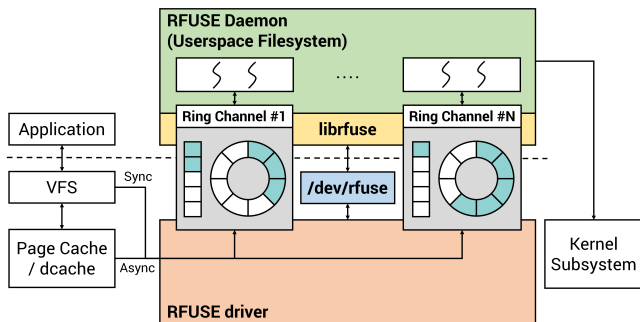 RFUSE Daemon
(Userspace Filesystem)
....
Ring Channel #1
librfuse
Ring Channel #N
Application
VFS
Sync
/dev/rfuse
Page Cache
/ dcache
Async
Kernel
Subsystem
RFUSE driver